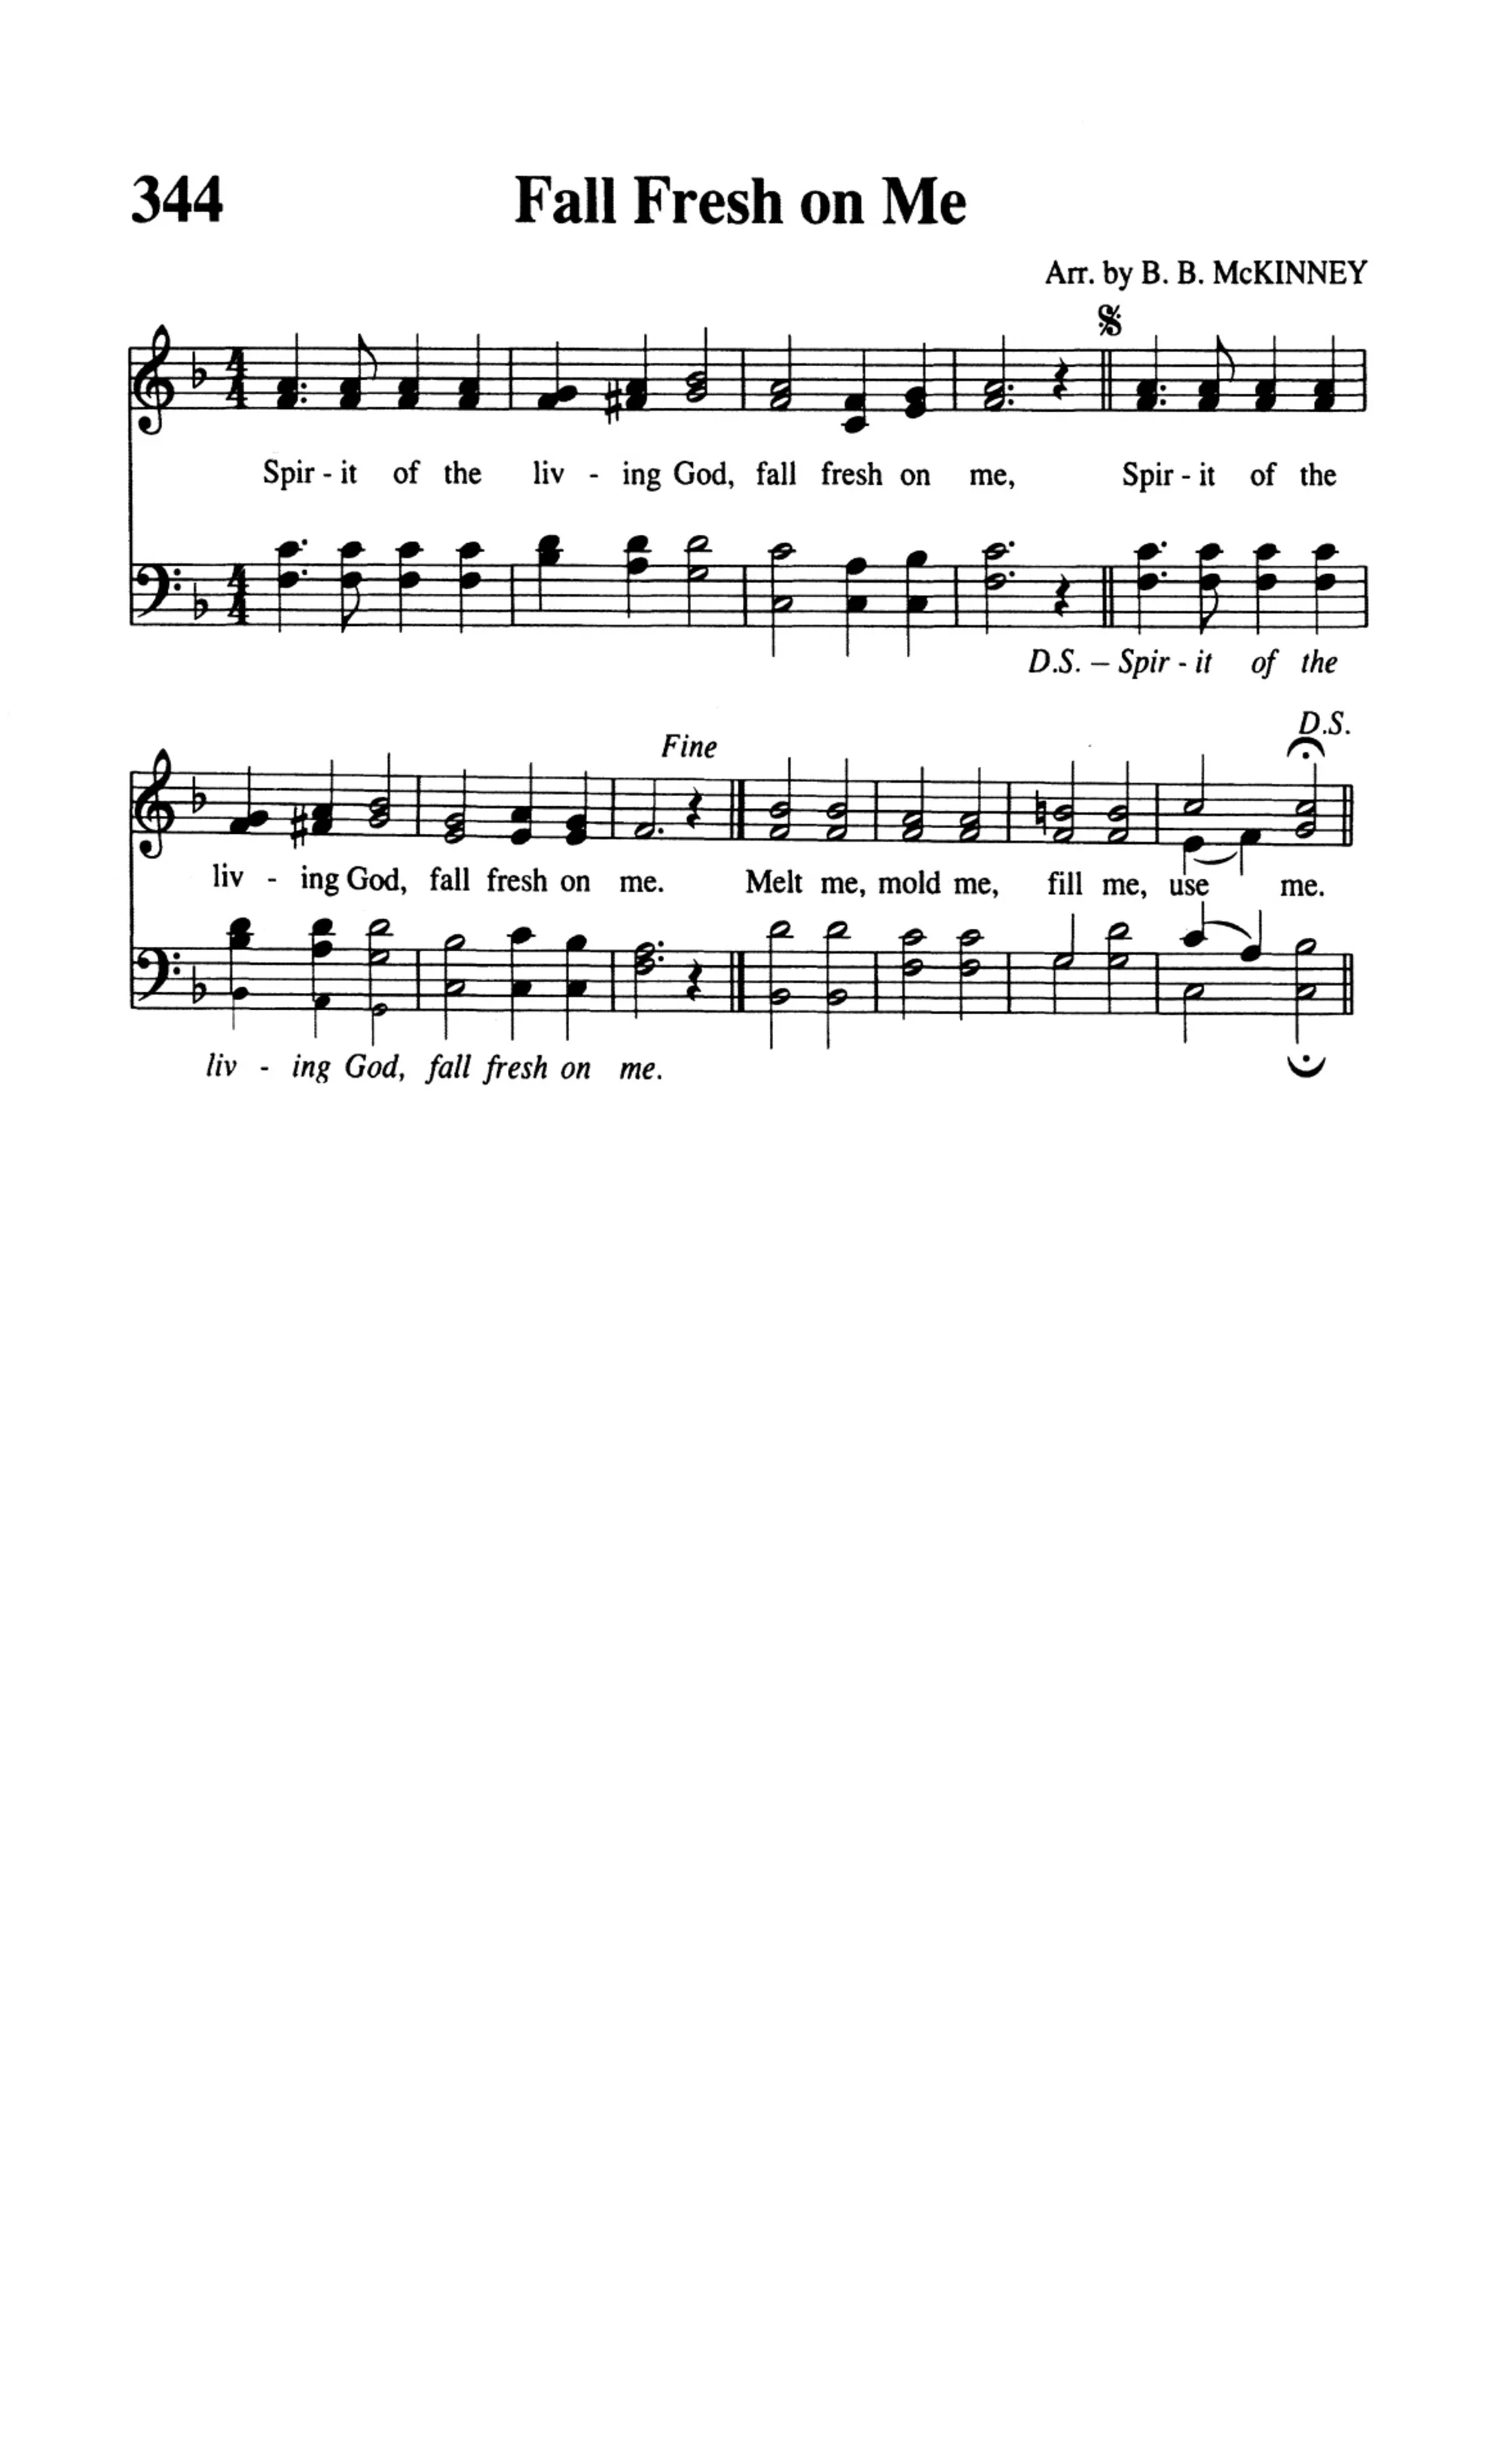 344 Fall Fresh on Me
Arr. by B. B. McKINNEY
Spir - it of the liv - ing God, fall fresh on me, Spir - it of the
D.S. – Spir - it of the
D.S.
Fine
liv - ing God, fall fresh on me. Melt me, mold me, fill me, use me.
liv - ing God, fall fresh on me.